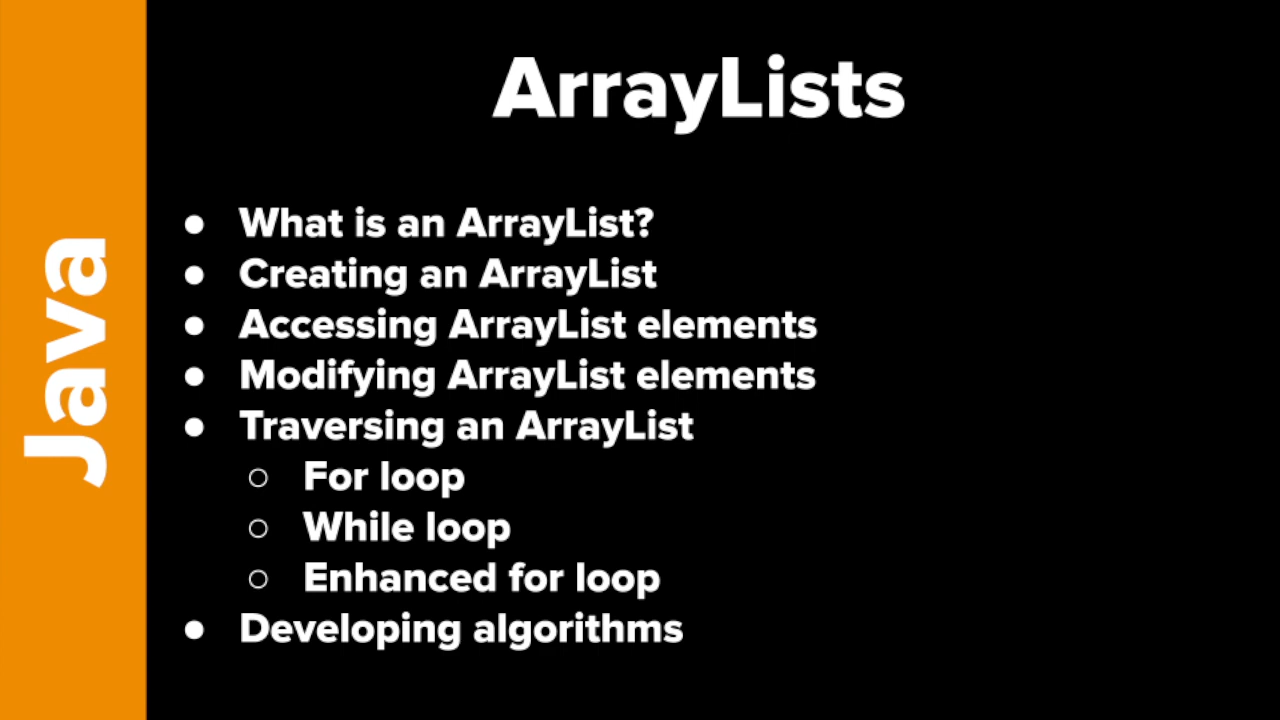 ArrayLists
Java
● What is an ArrayList?
● Creating an ArrayList
● Accessing ArrayList elements
● Modifying ArrayList elements
● Traversing an ArrayList
○ For loop
○ While loop
○ Enhanced for loop
● Developing algorithms